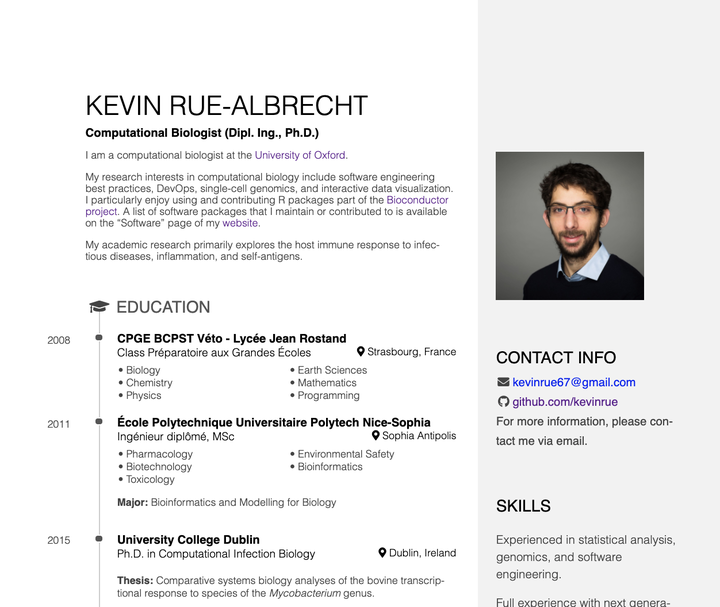 KEVIN RUE-ALBRECHT
Computational Biologist (Dipl. Ing., Ph.D.)
I am a computational biologist at the University of Oxford.
My research interests in computational biology include software engineering
best practices, DevOps, single-cell genomics, and interactive data visualization.
I particularly enjoy using and contributing R packages part of the Bioconductor
project. A list of software packages that I maintain or contributed to is available
on the “Software” page of my website.
My academic research primarily explores the host immune response to infec-
tious diseases, inflammation, and self-antigens.
EDUCATION
2008
CPGE BCPST Véto - Lycée Jean Rostand
Class Préparatoire aux Grandes Écoles
Strasbourg, France
• Biology
• Chemistry
• Physics
• Earth Sciences
• Mathematics
• Programming
2011
École Polytechnique Universitaire Polytech Nice-Sophia
Ingénieur diplômé, MSc
Sophia Antipolis
• Pharmacology
• Biotechnology
• Toxicology
• Environmental Safety
• Bioinformatics
Major: Bioinformatics and Modelling for Biology
2015
University College Dublin
Ph.D. in Computational Infection Biology
Dublin, Ireland
Thesis: Comparative systems biology analyses of the bovine transcrip-
tional response to species of the Mycobacterium genus.
CONTACT INFO
kevinrue67@gmail.com
github.com/kevinrue
For more information, please con-
tact me via email.
SKILLS
Experienced in statistical analysis,
genomics, and software
engineering.
Full experience with next genera-